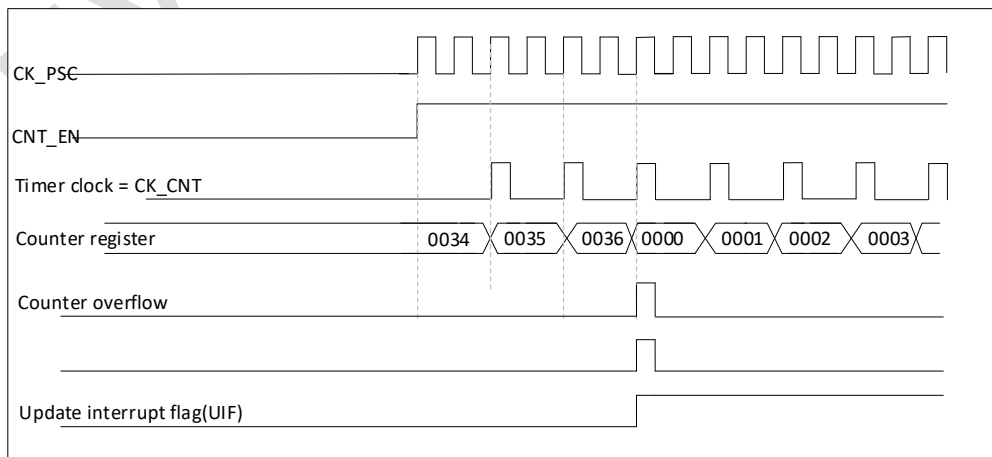 CK_PSC
CNT_EN
Timer clock = CK_CNT
Counter register 0034 0035 0036 0000 0001 0002 0003
Counter overflow
Update interrupt flag(UIF)